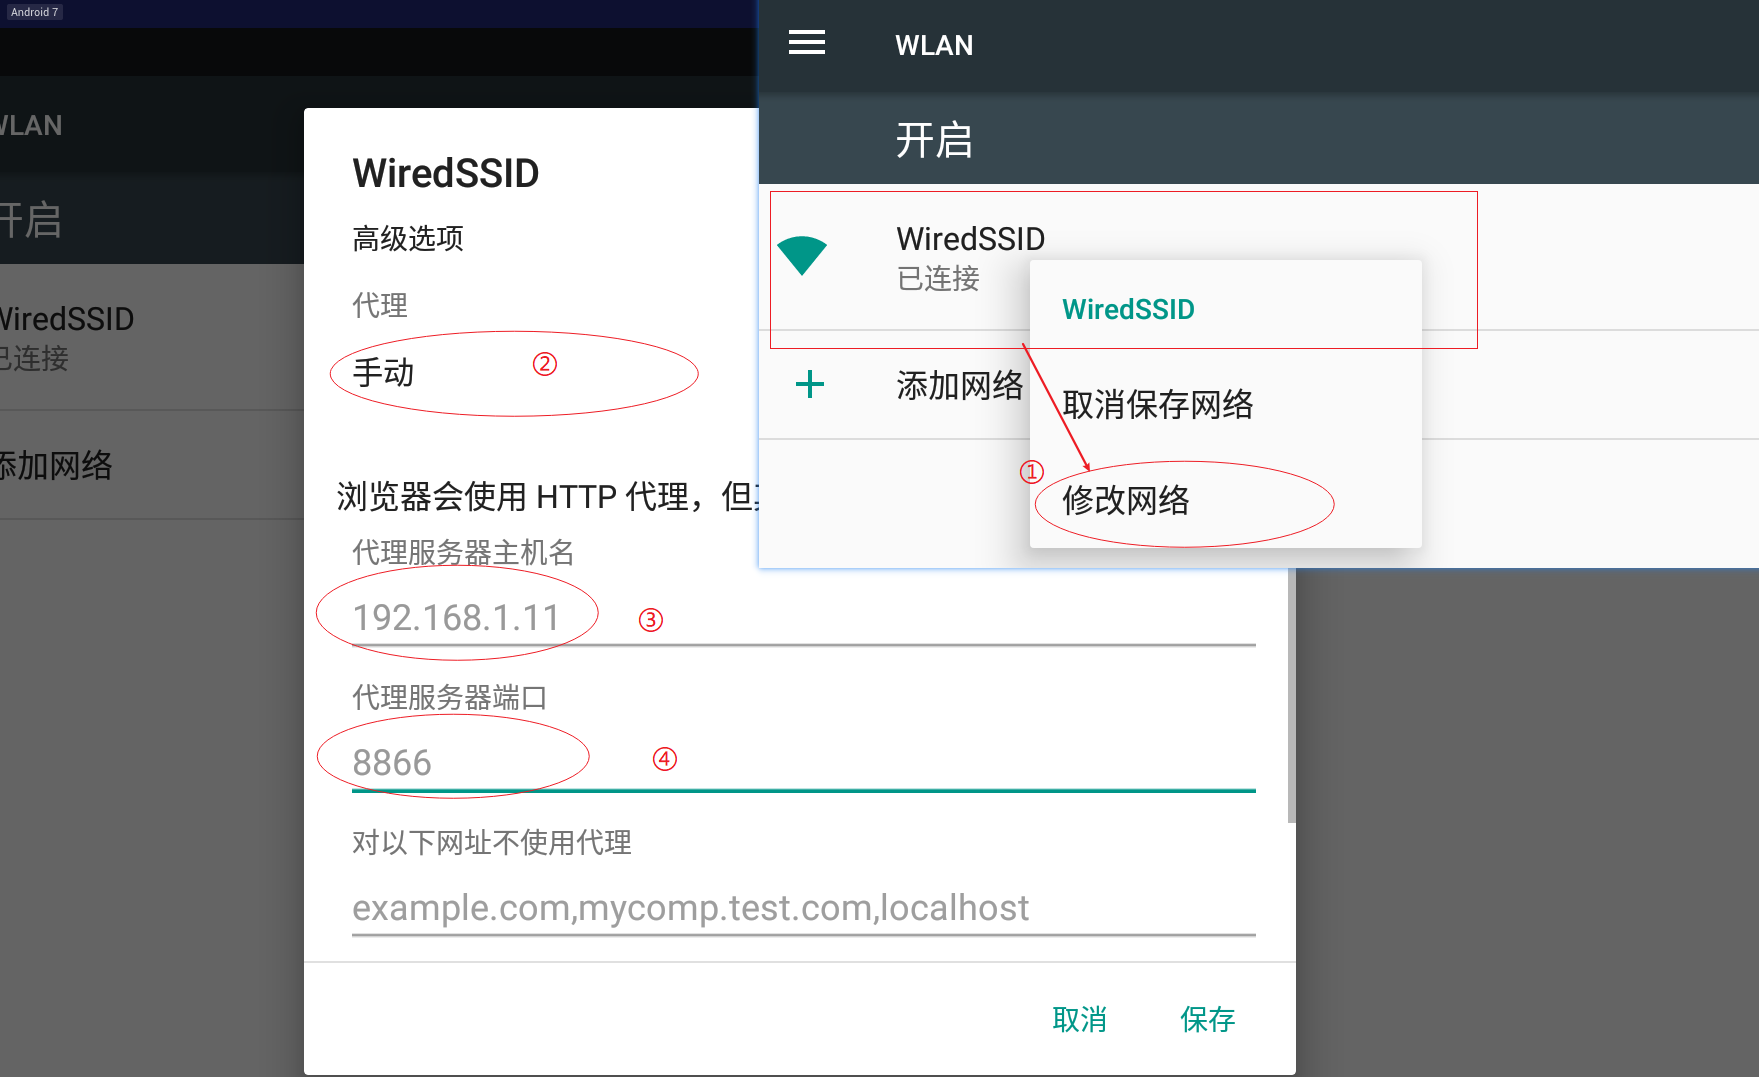 Android 7
WLAN
开启
WiredSSID
已连接
添加网络
WiredSSID
高级选项
代理
手动
②
浏览器会使用 HTTP 代理，但
代理服务器主机名
192.168.1.11
③
代理服务器端口
8866
④
对以下网址不使用代理
example.com,mycomp.test.com,localhost
取消
保存
WLAN
开启
WiredSSID
已连接
添加网络
WiredSSID
取消保存网络
①
修改网络